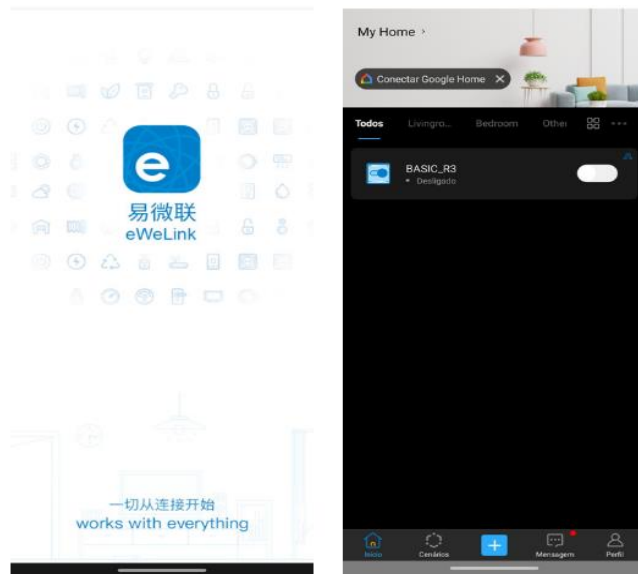 易微联
eWeLink
一切从连接开始
works with everything
My Home
Conectar Google Home
Todos
Livingro...
Bedroom
Other
BASIC_R3
Desligado
Início
Cenários
Mensagem
Perfil